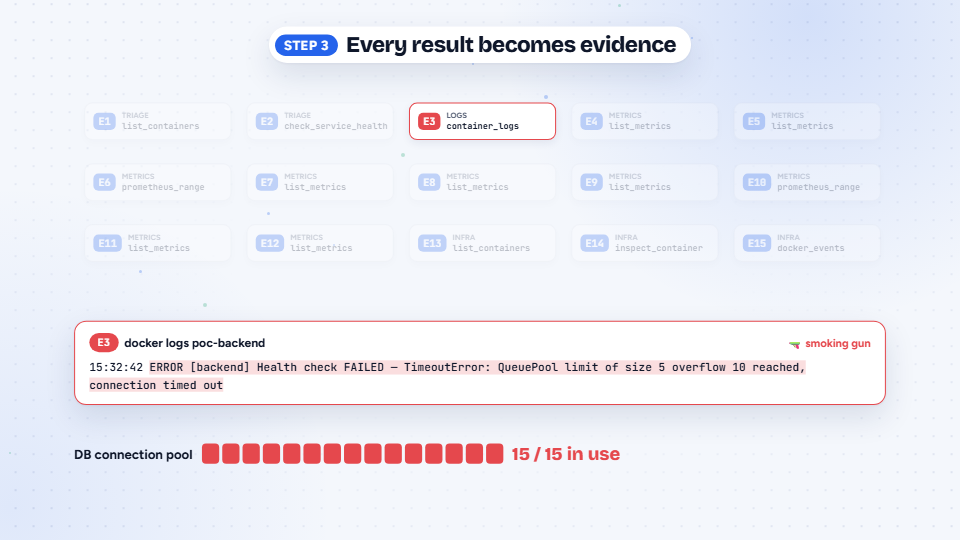 STEP 3 Every result becomes evidence
E1 TRIAGE list_containers
E2 TRIAGE check_service_health
E3 LOGS container_logs
E4 METRICS list_metrics
E5 METRICS list_metrics
E6 METRICS prometheus_range
E7 METRICS list_metrics
E8 METRICS list_metrics
E9 METRICS list_metrics
E10 METRICS prometheus_range
E11 METRICS list_metrics
E12 METRICS list_metrics
E13 INFRA list_containers
E14 INFRA inspect_container
E15 INFRA docker_events
E3 docker logs poc-backend
smoking gun
15:32:42 ERROR [backend] Health check FAILED — TimeoutError: QueuePool limit of size 5 overflow 10 reached,
connection timed out
DB connection pool 15 / 15 in use